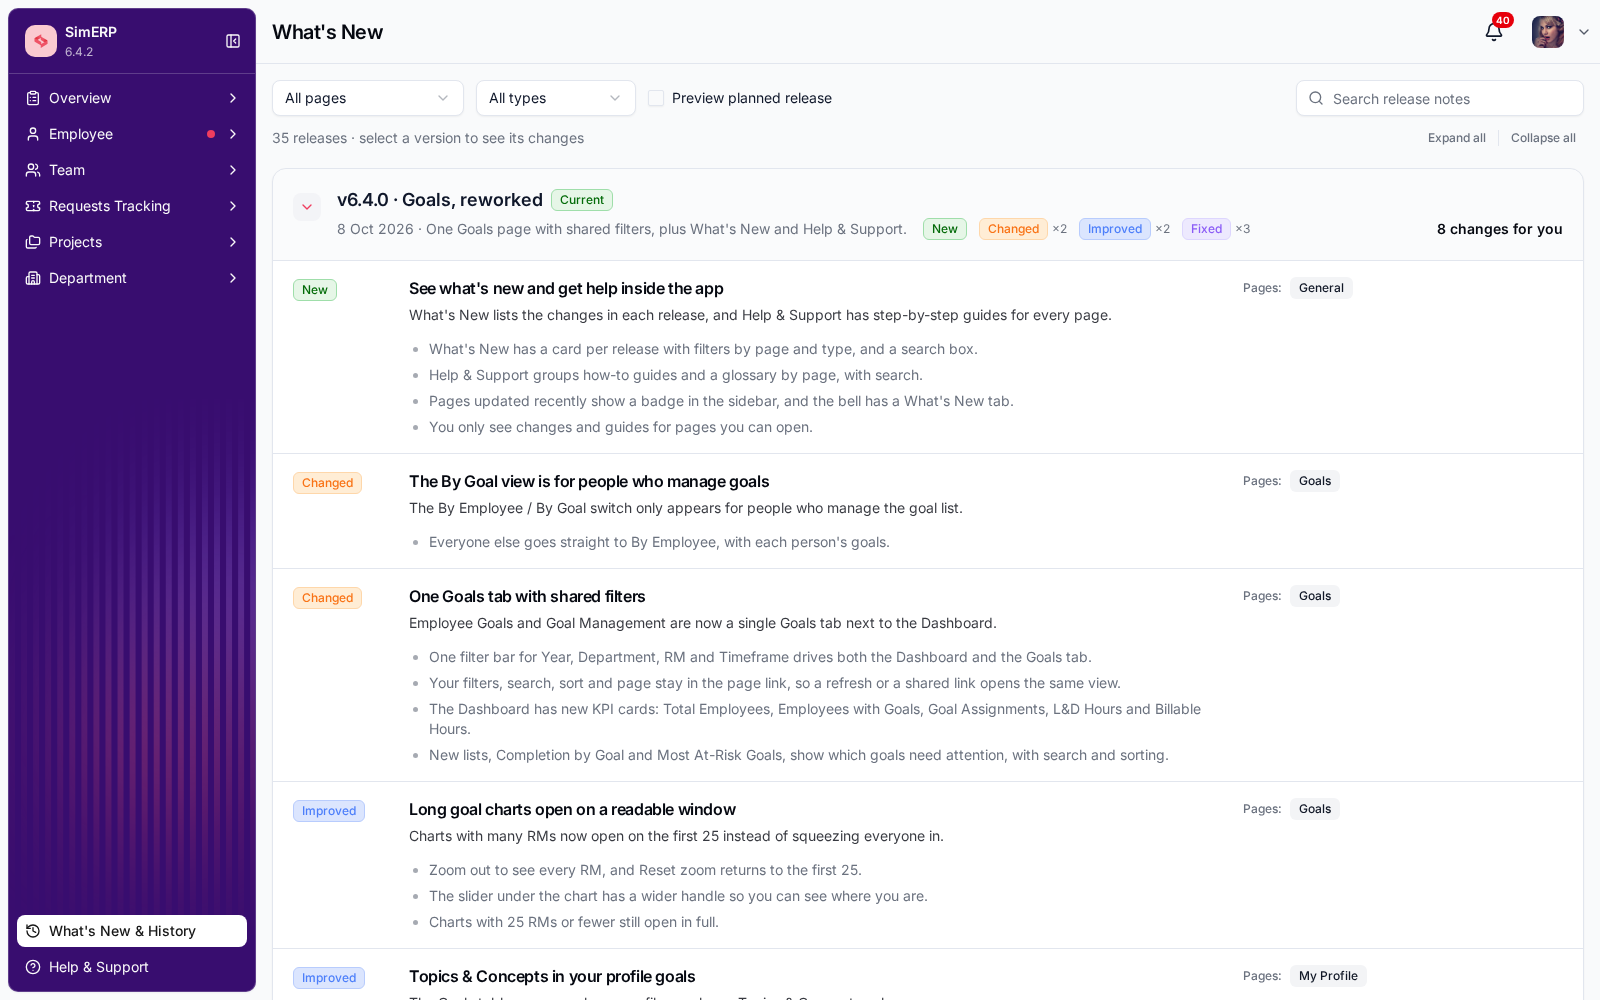 SimERP
6.4.2
Overview
Employee
Team
Requests Tracking
Projects
Department
What's New & History
Help & Support
What's New
40
All pages
All types
Preview planned release
Search release notes
35 releases · select a version to see its changes
Expand all
Collapse all
v6.4.0 · Goals, reworked Current
8 Oct 2026 · One Goals page with shared filters, plus What's New and Help & Support. New Changed ×2 Improved ×2 Fixed ×3
8 changes for you
New
See what's new and get help inside the app
Pages: General
What's New lists the changes in each release, and Help & Support has step-by-step guides for every page.
What's New has a card per release with filters by page and type, and a search box.
Help & Support groups how-to guides and a glossary by page, with search.
Pages updated recently show a badge in the sidebar, and the bell has a What's New tab.
You only see changes and guides for pages you can open.
Changed
The By Goal view is for people who manage goals
Pages: Goals
The By Employee / By Goal switch only appears for people who manage the goal list.
Everyone else goes straight to By Employee, with each person's goals.
Changed
One Goals tab with shared filters
Pages: Goals
Employee Goals and Goal Management are now a single Goals tab next to the Dashboard.
One filter bar for Year, Department, RM and Timeframe drives both the Dashboard and the Goals tab.
Your filters, search, sort and page stay in the page link, so a refresh or a shared link opens the same view.
The Dashboard has new KPI cards: Total Employees, Employees with Goals, Goal Assignments, L&D Hours and Billable
Hours.
New lists, Completion by Goal and Most At-Risk Goals, show which goals need attention, with search and sorting.
Improved
Long goal charts open on a readable window
Pages: Goals
Charts with many RMs now open on the first 25 instead of squeezing everyone in.
Zoom out to see every RM, and Reset zoom returns to the first 25.
The slider under the chart has a wider handle so you can see where you are.
Charts with 25 RMs or fewer still open in full.
Improved
Topics & Concepts in your profile goals
Pages: My Profile